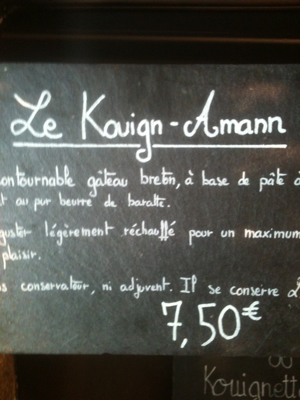 Le Kouign-Amann
ontournable gâteau breton, à base de pâte à
t au pur beurre de baratte.
guster légèrement réchauffé pour un maximum
plaisir.
s conservateur, ni adjuvent. Il se conserve
7,50€
Kouignett